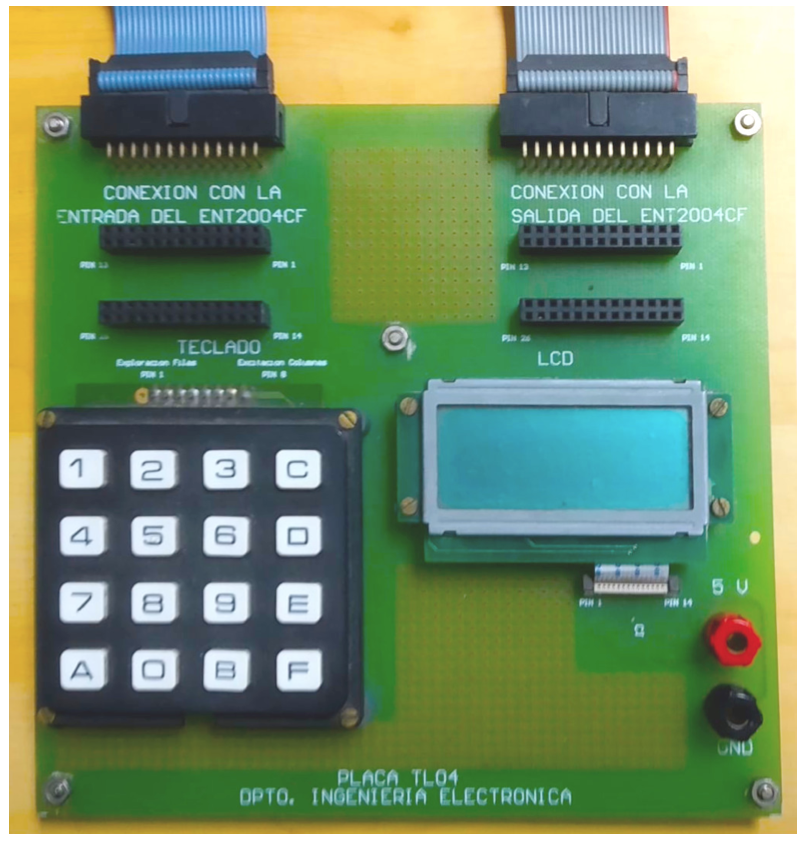 CONEXION CON LA
ENTRADA DEL ENT2004CF
CONEXION CON LA
SALIDA DEL ENT2004CF
PIN 13
PIN 1
PIN 13
PIN 1
PIN 14
PIN 26
PIN 14
TECLADO
Exploracion Filas
Excitacion Columnas
PIN 1
PIN 8
LCD
1 2 3 C
4 5 6 D
7 8 9 E
A 0 B F
PIN 1
PIN 14
5 V
GND
PLACA TL04
DPTO. INGENIERIA ELECTRONICA